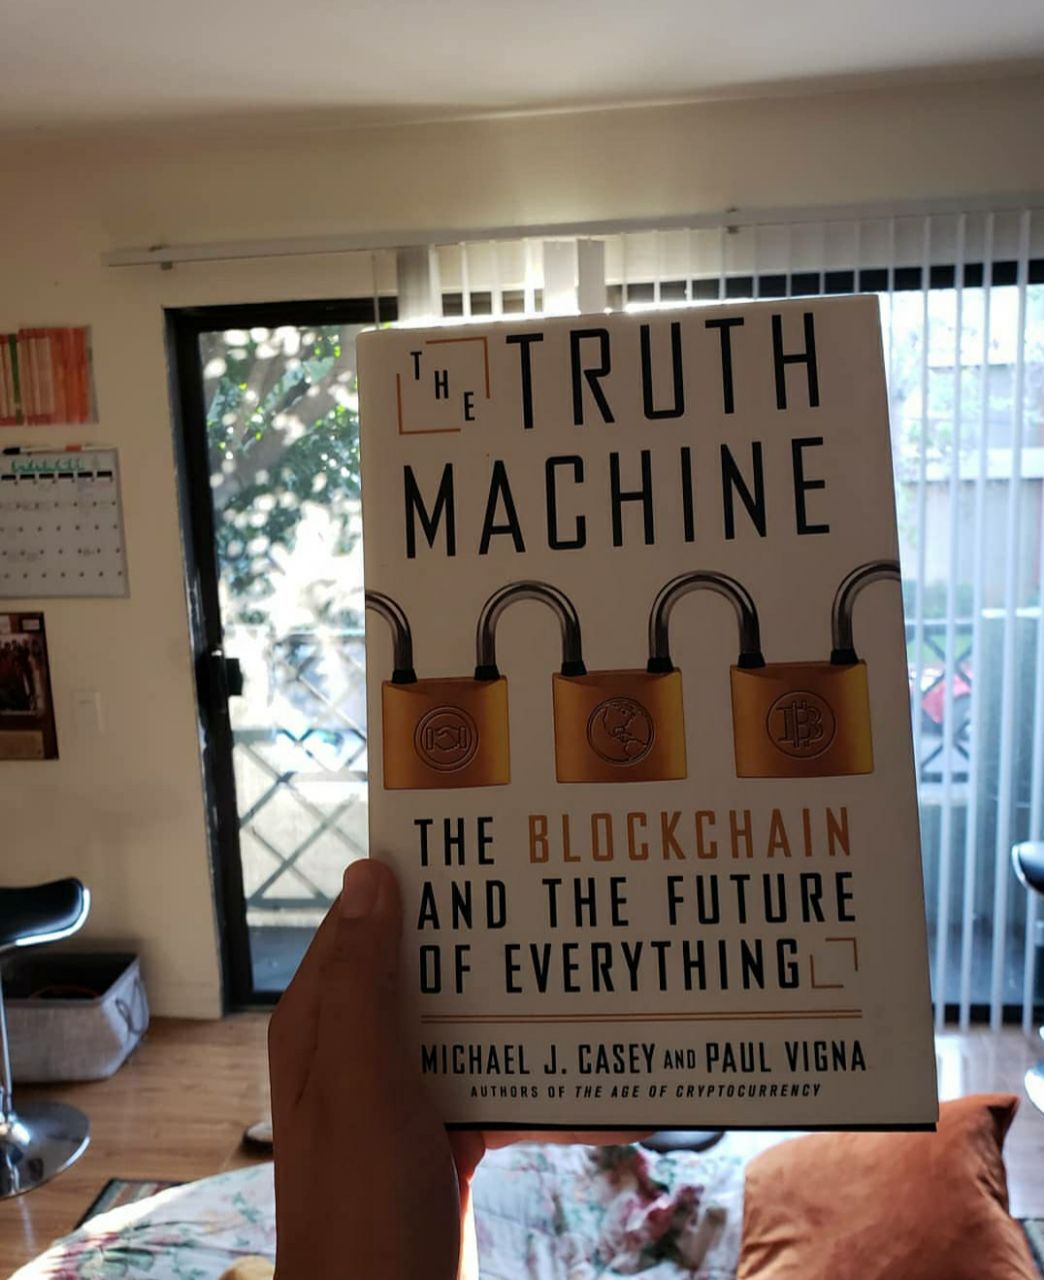 THE TRUTH
MACHINE
THE BLOCKCHAIN
AND THE FUTURE
OF EVERYTHING
MICHAEL J. CASEY AND PAUL VIGNA
AUTHORS OF THE AGE OF CRYPTOCURRENCY